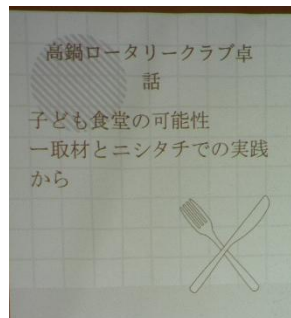 高鍋ロータリークラブ卓
話
子ども食堂の可能性
ー取材とニシタチでの実践
から